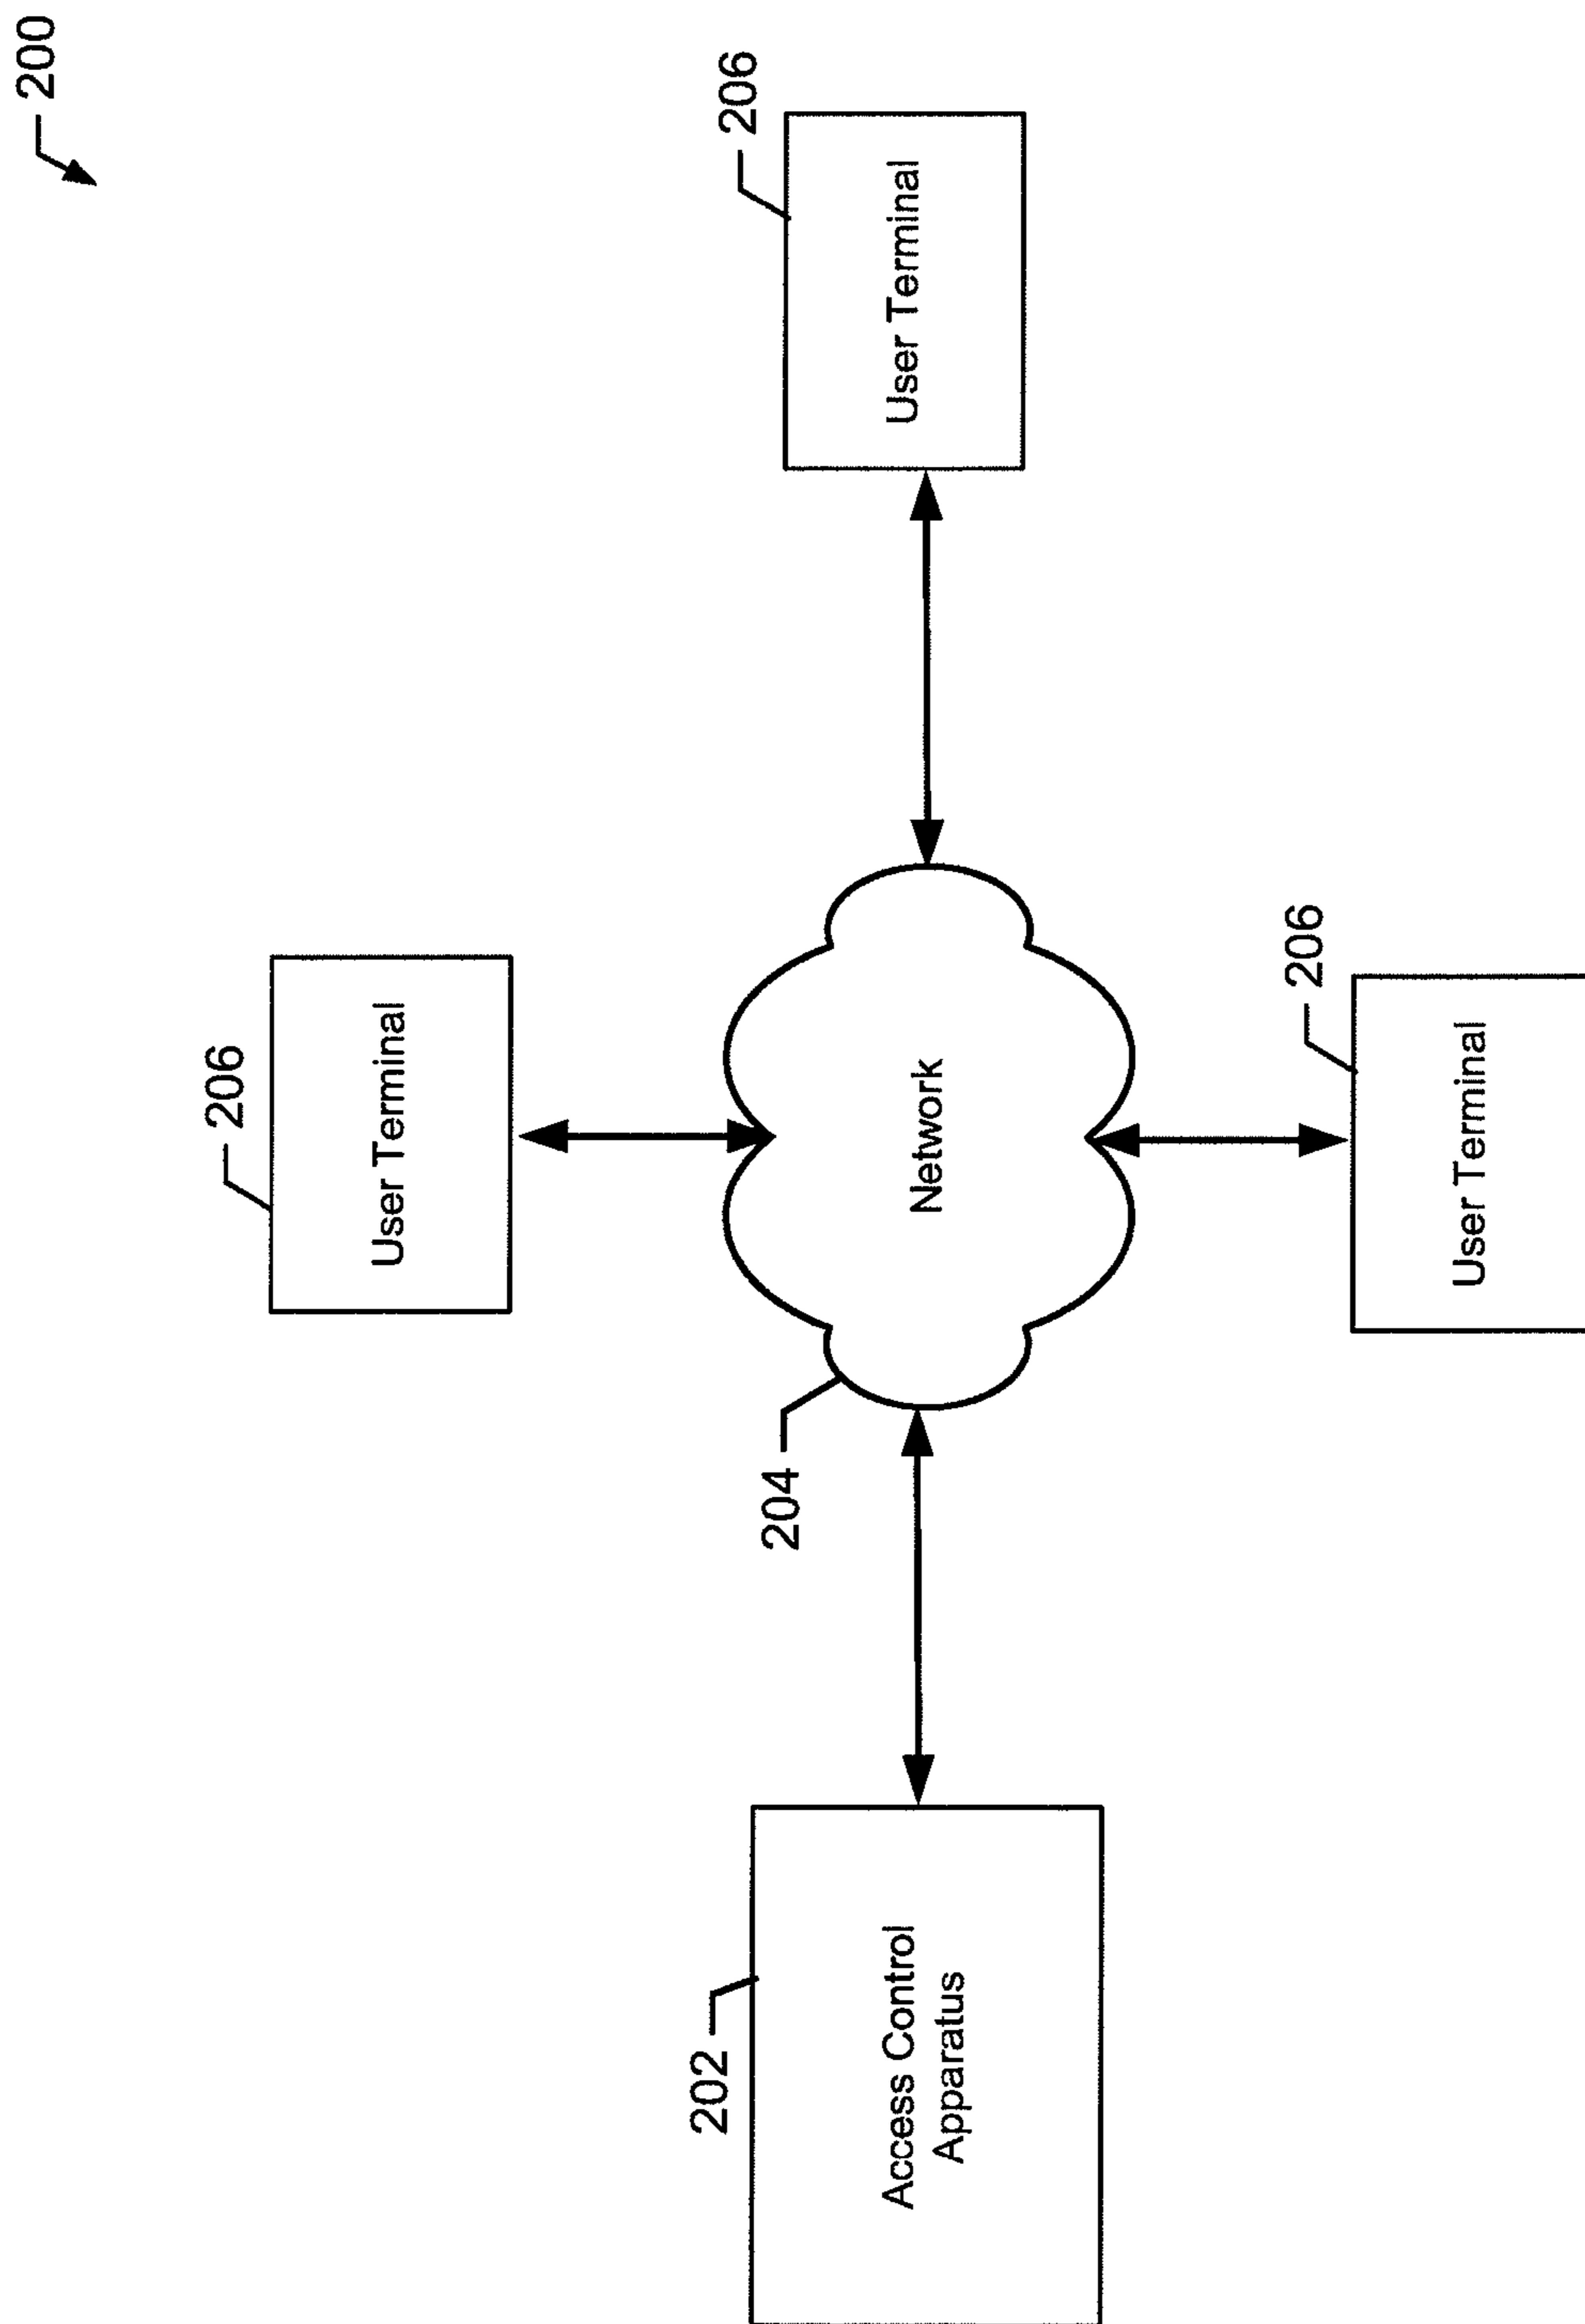 200
206
User Terminal
206
User Terminal
204
Network
202
Access Control
Apparatus
206
User Terminal